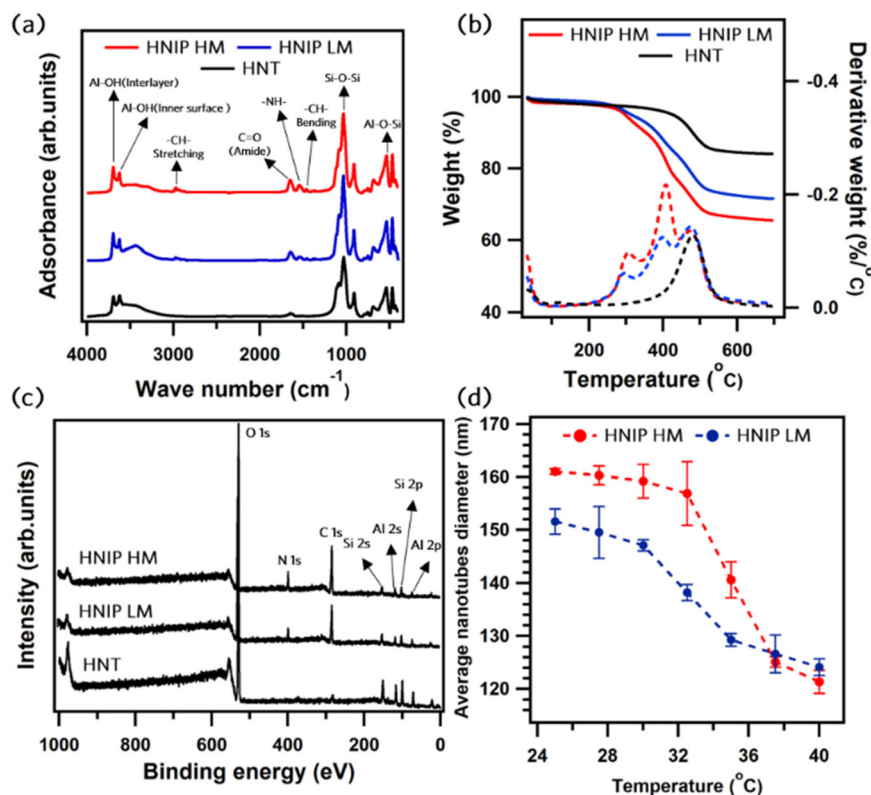 (a)
HNIP HM
HNIP LM
HNT
Al-OH(Interlayer)
Al-OH(Inner surface )
-CH-
Stretching
C=O
(Amide)
-NH-
-CH-
Bending
Si-O-Si
Al-O-Si
Adsorbance (arb.units)
4000
3000
2000
1000
Wave number (cm-1)
(b)
HNIP HM
HNIP LM
HNT
Weight (%)
100
80
60
40
Derivative weight (%/°C)
-0.4
-0.2
0.0
200
400
600
Temperature (°C)
(c)
O 1s
N 1s
C 1s
Si 2s
Al 2s
Si 2p
Al 2p
HNIP HM
HNIP LM
HNT
Intensity (arb.units)
1000
800
600
400
200
0
Binding energy (eV)
(d)
HNIP HM
HNIP LM
Average nanotubes diameter (nm)
170
160
150
140
130
120
24
28
32
36
40
Temperature (°C)